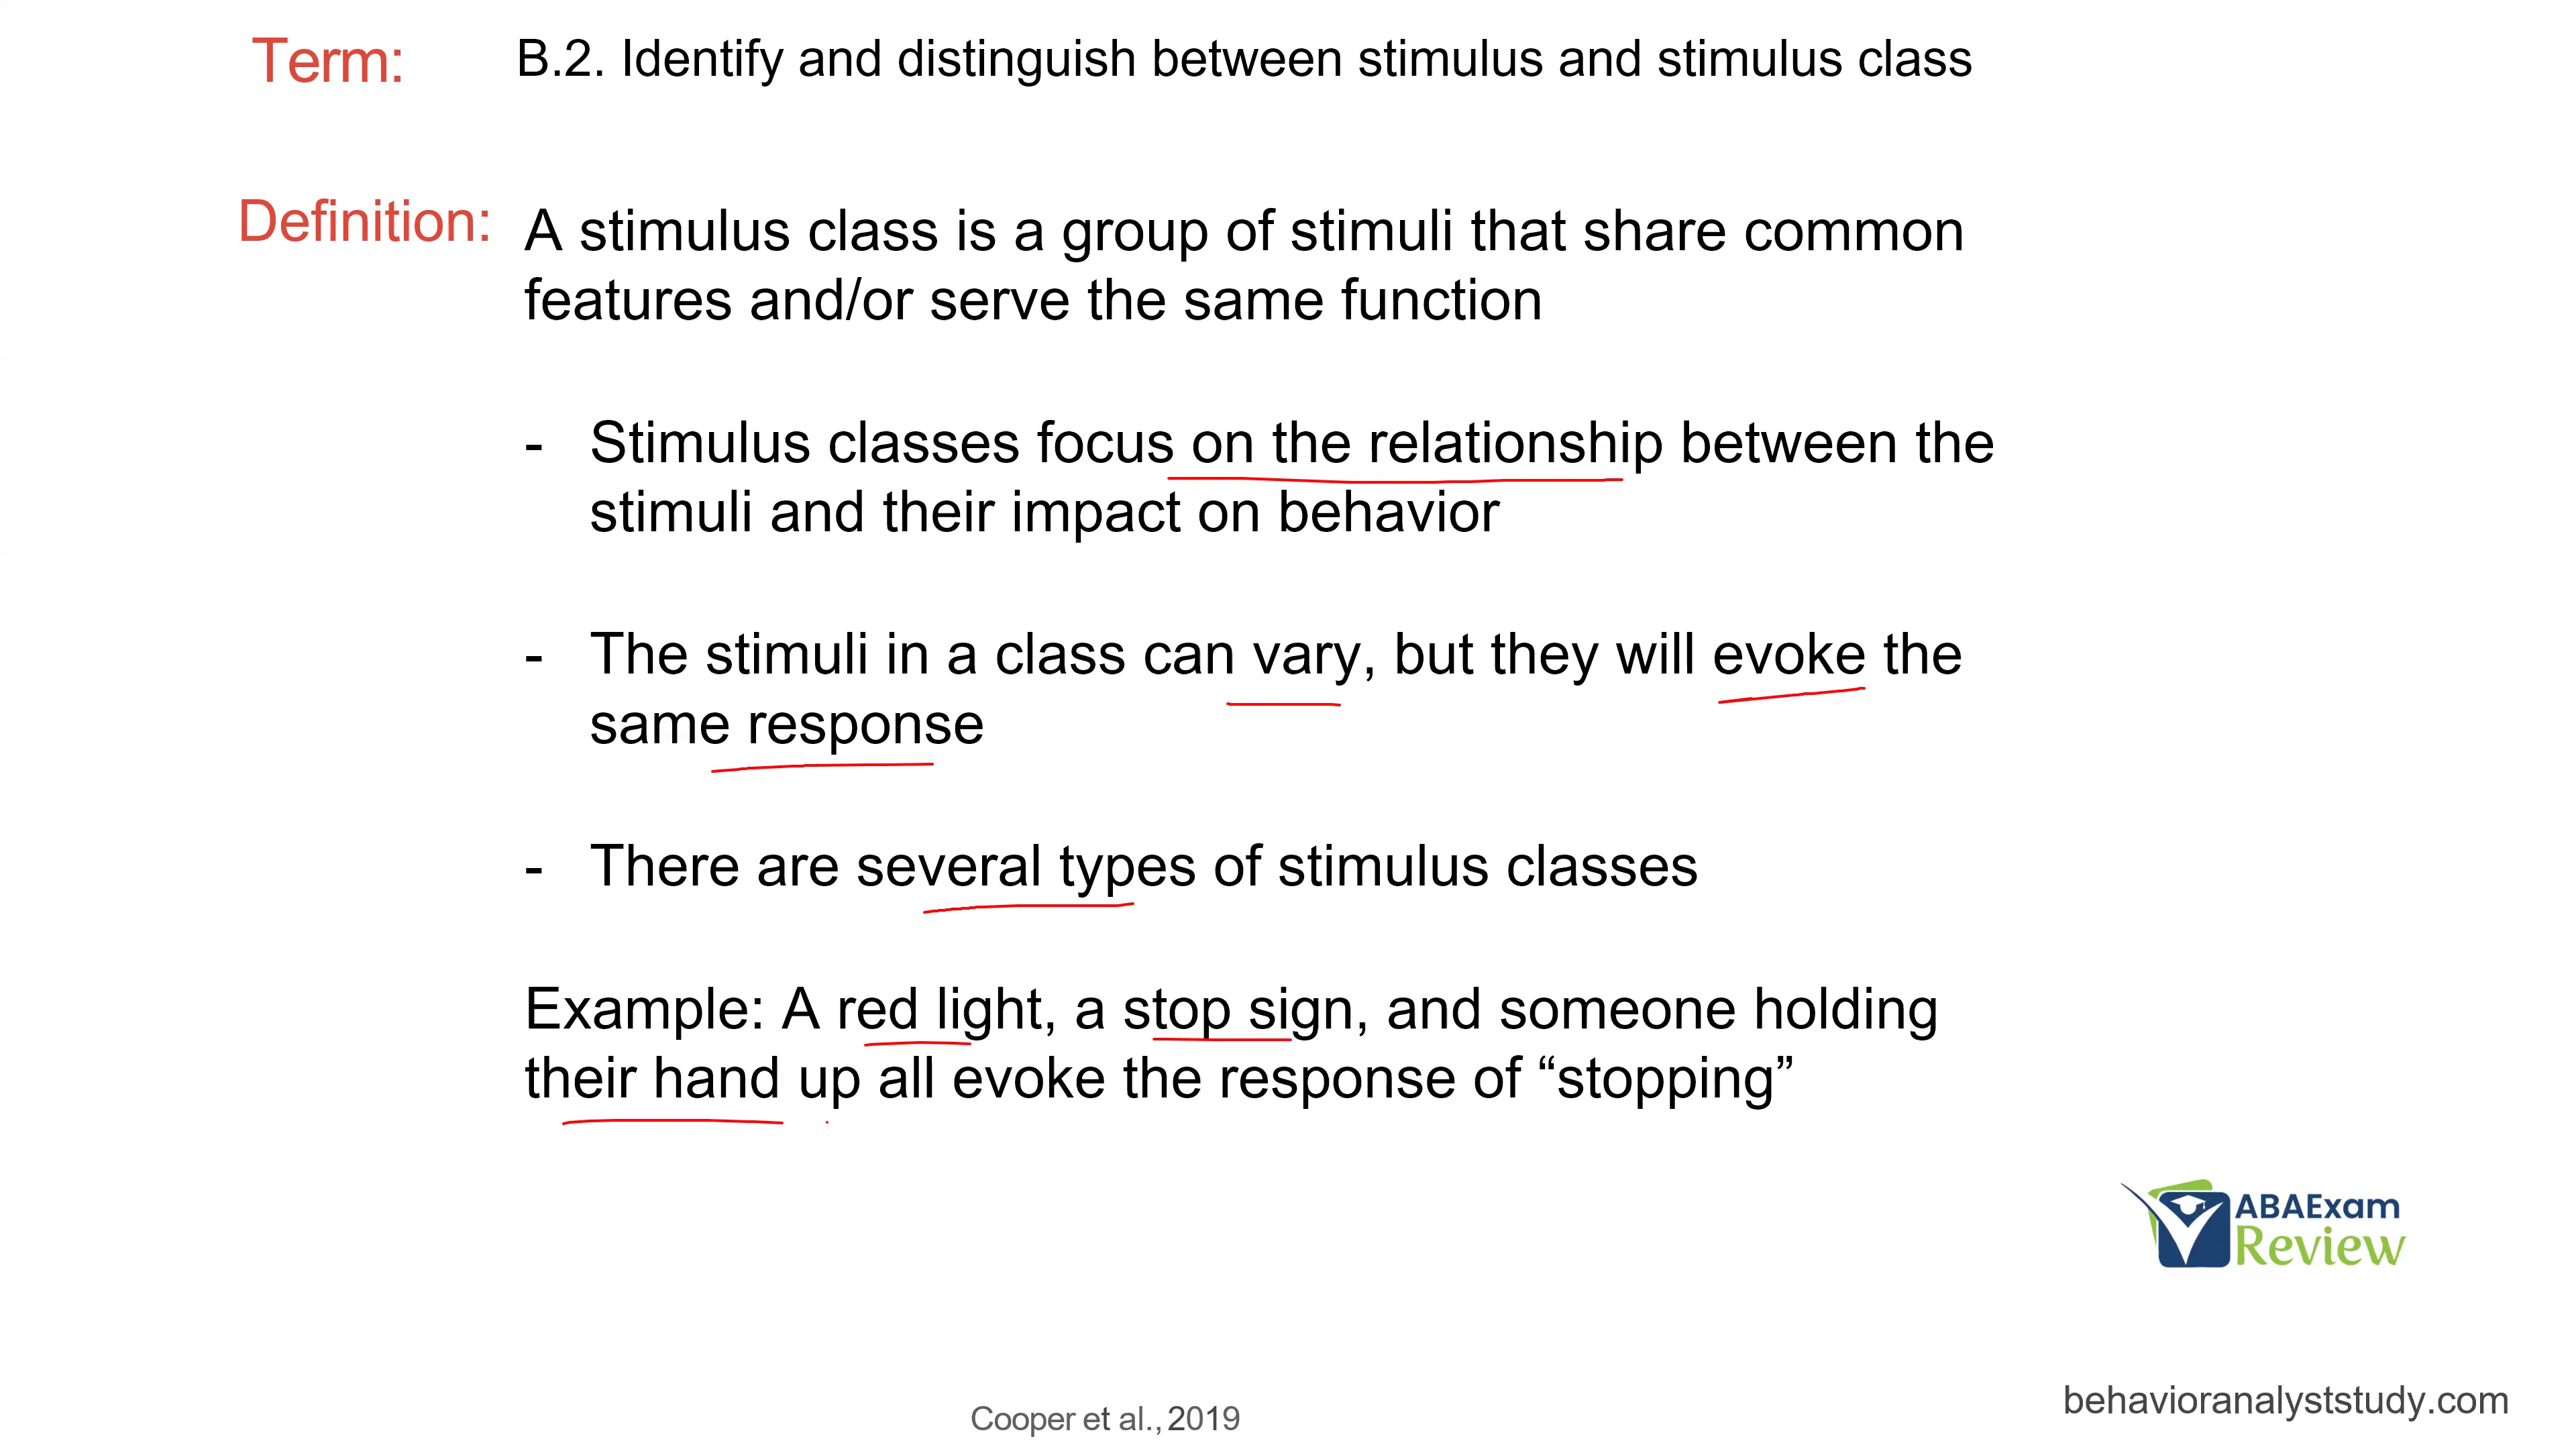 Term: B.2. Identify and distinguish between stimulus and stimulus class
Definition: A stimulus class is a group of stimuli that share common
features and/or serve the same function
- Stimulus classes focus on the relationship between the
stimuli and their impact on behavior
- The stimuli in a class can vary, but they will evoke the
same response
- There are several types of stimulus classes
Example: A red light, a stop sign, and someone holding
their hand up all evoke the response of “stopping”
ABAExam
Review
behavioranalyststudy.com
Cooper et al., 2019